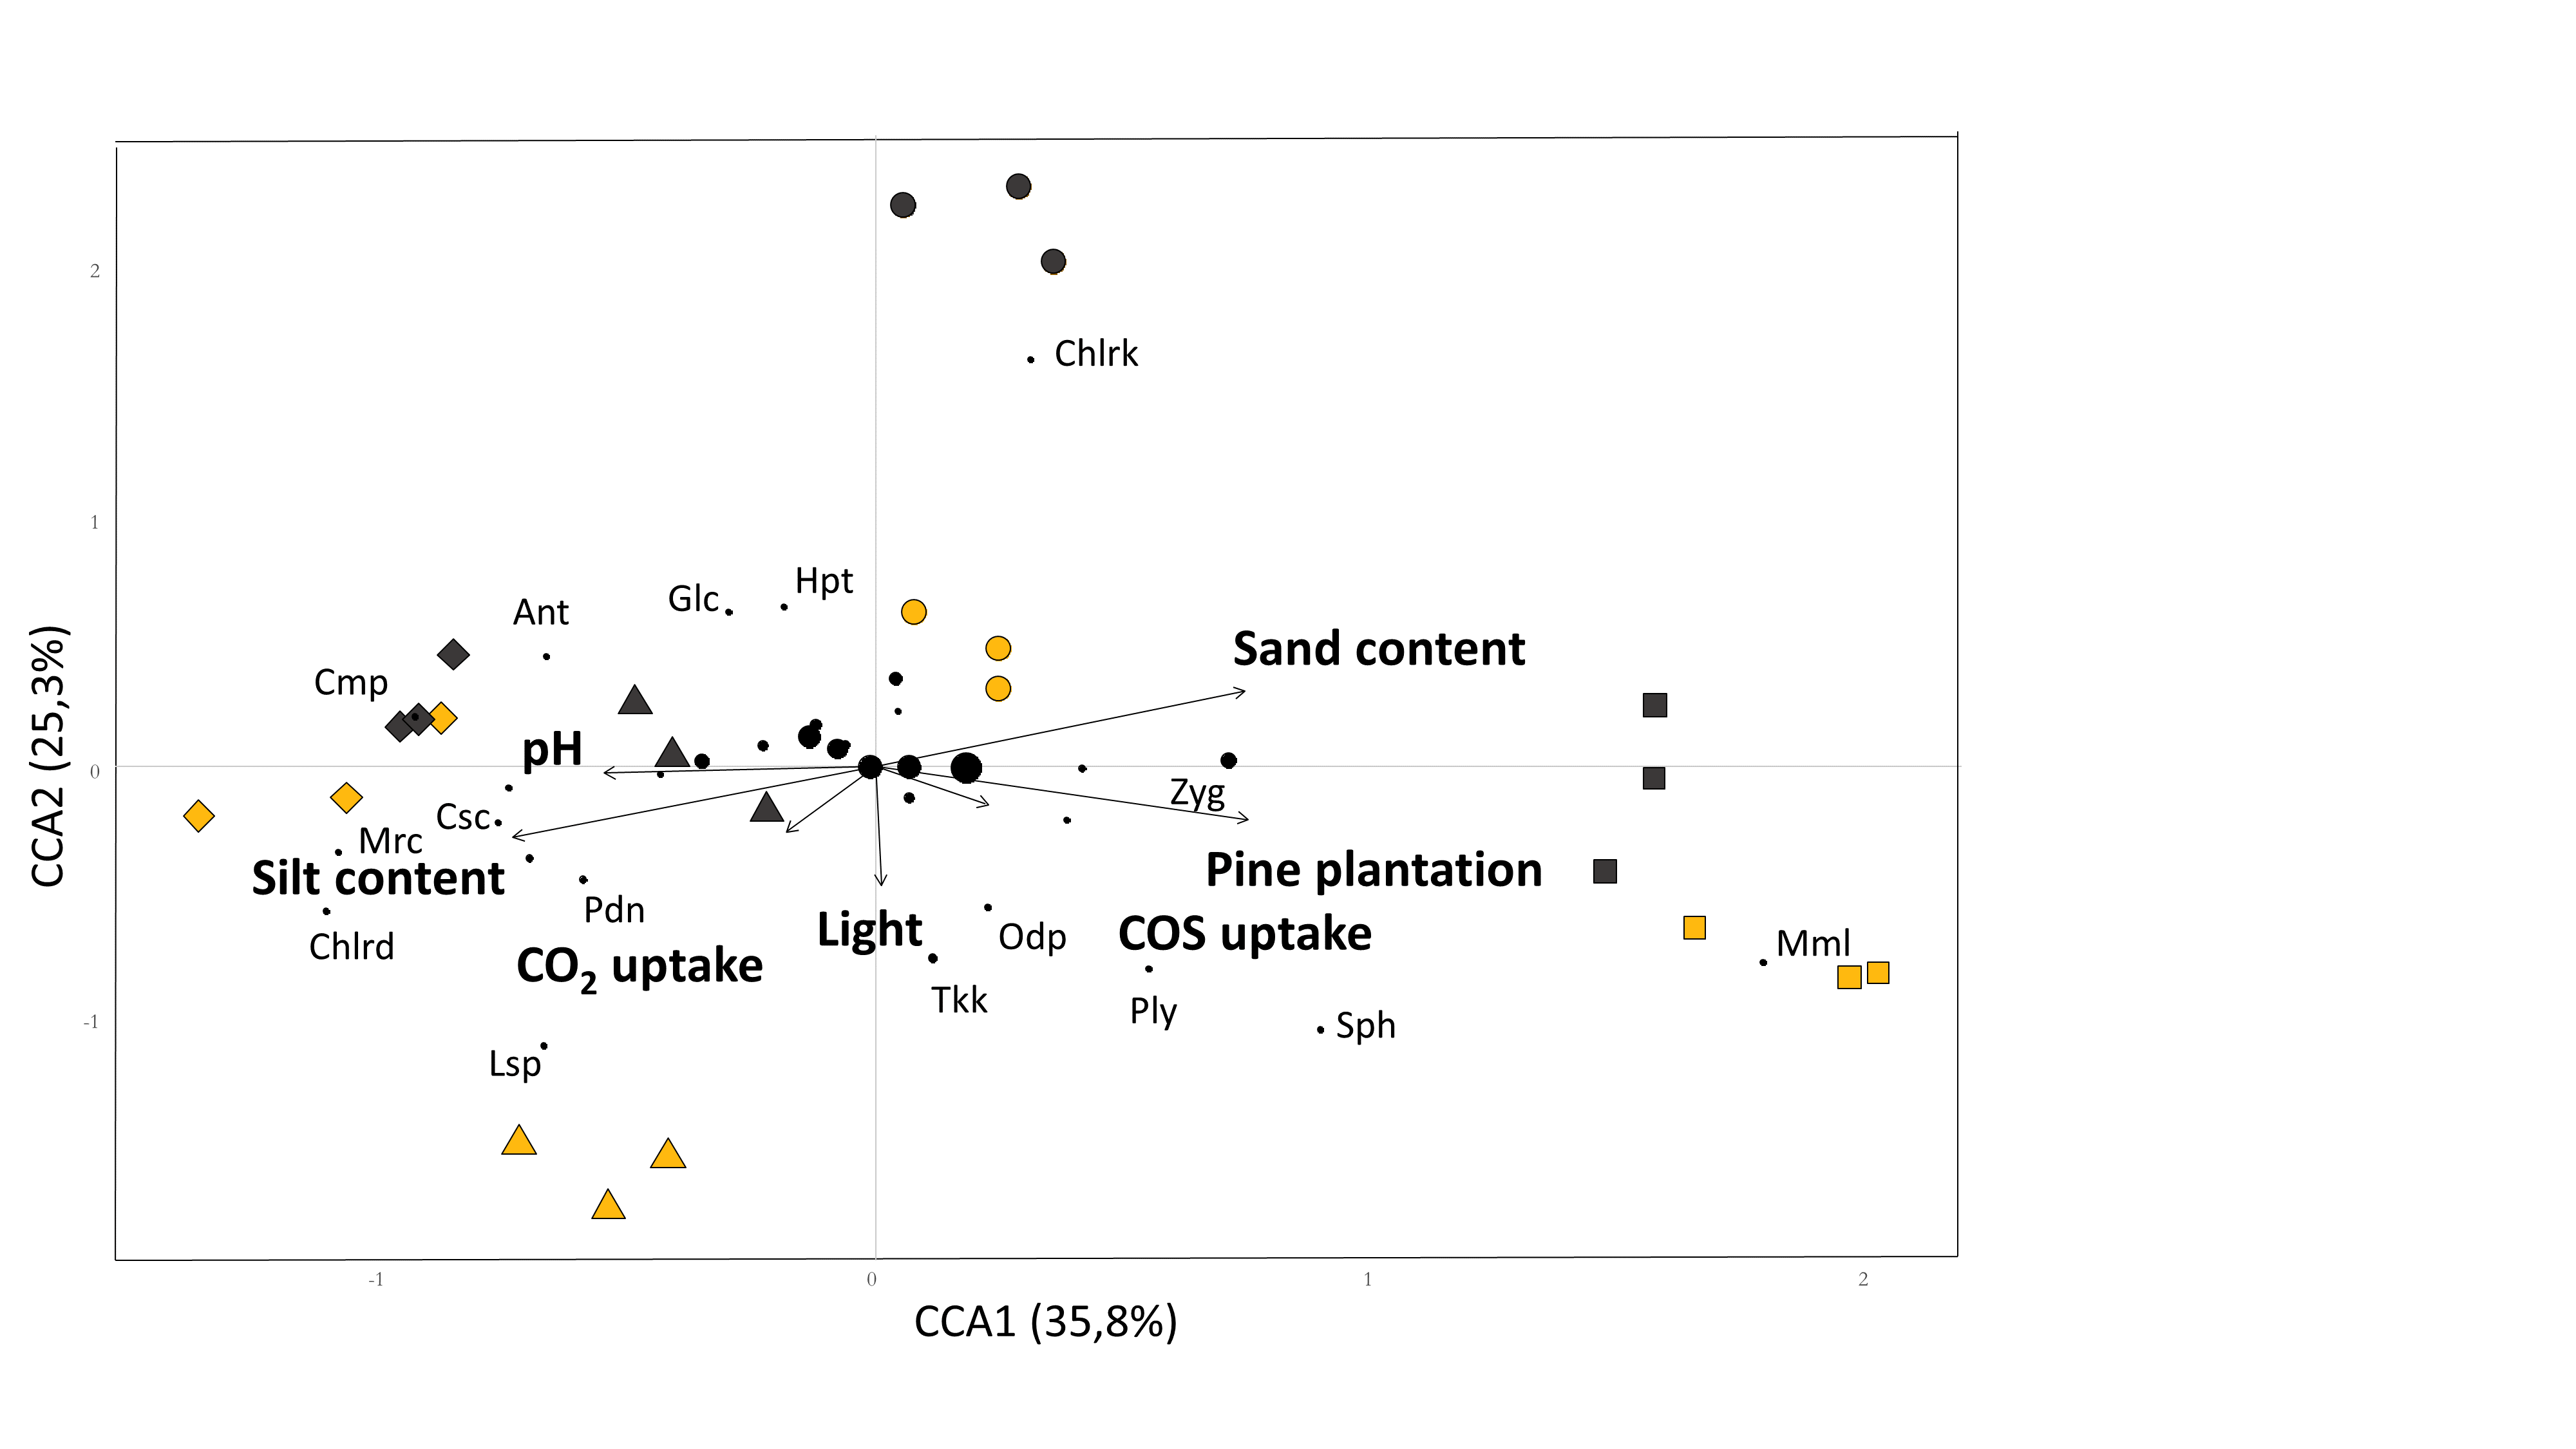 2
Chlrk
1
Hpt
Glc
Ant
Sand content
Cmp
pH
0
Zyg
Csc
Mrc
Pine plantation
Silt content
Pdn
Light
COS uptake
Odp
Mml
Chlrd
CO₂ uptake
Tkk
Ply
-1
Sph
Lsp
CCA2 (25,3%)
-1
0
1
2
CCA1 (35,8%)